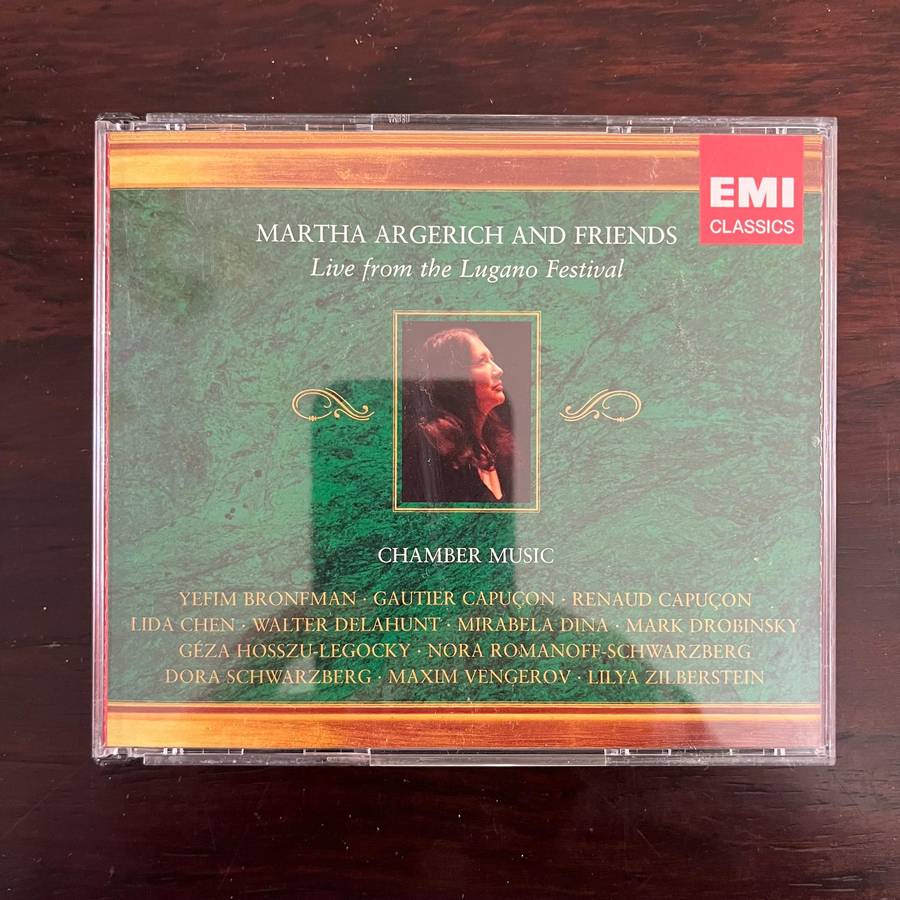 EMI
CLASSICS
MARTHA ARGERICH AND FRIENDS
Live from the Lugano Festival
CHAMBER MUSIC
YEFIM BRONFMAN · GAUTIER CAPUÇON · RENAUD CAPUÇON
LIDA CHEN · WALTER DELAHUNT · MIRABELA DINA · MARK DROBINSKY
GÉZA HOSSZU-LEGOCKY · NORA ROMANOFF-SCHWARZBERG
DORA SCHWARZBERG · MAXIM VENGEROV · LILYA ZILBERSTEIN